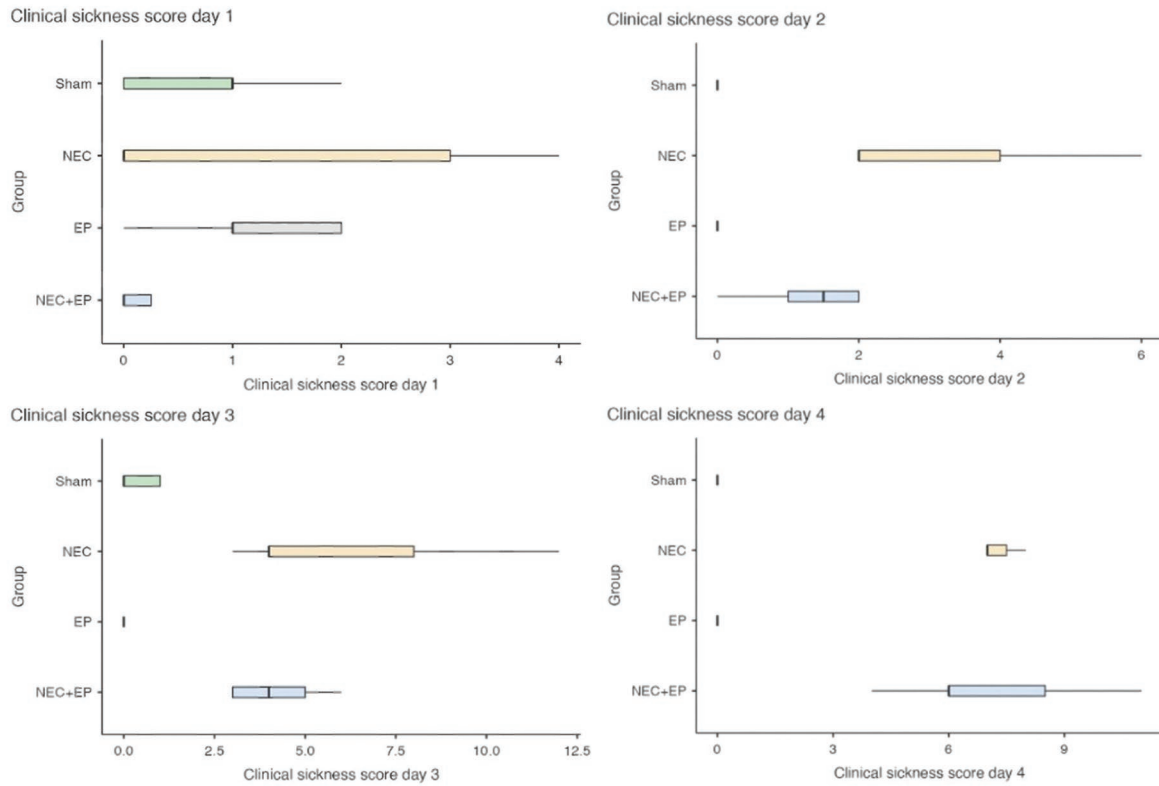 Clinical sickness score day 1
Group
Sham
NEC
EP
NEC+EP
0 1 2 3 4
Clinical sickness score day 1
Clinical sickness score day 2
Group
Sham
NEC
EP
NEC+EP
0 2 4 6
Clinical sickness score day 2
Clinical sickness score day 3
Group
Sham
NEC
EP
NEC+EP
0.0 2.5 5.0 7.5 10.0 12.5
Clinical sickness score day 3
Clinical sickness score day 4
Group
Sham
NEC
EP
NEC+EP
0 3 6 9
Clinical sickness score day 4